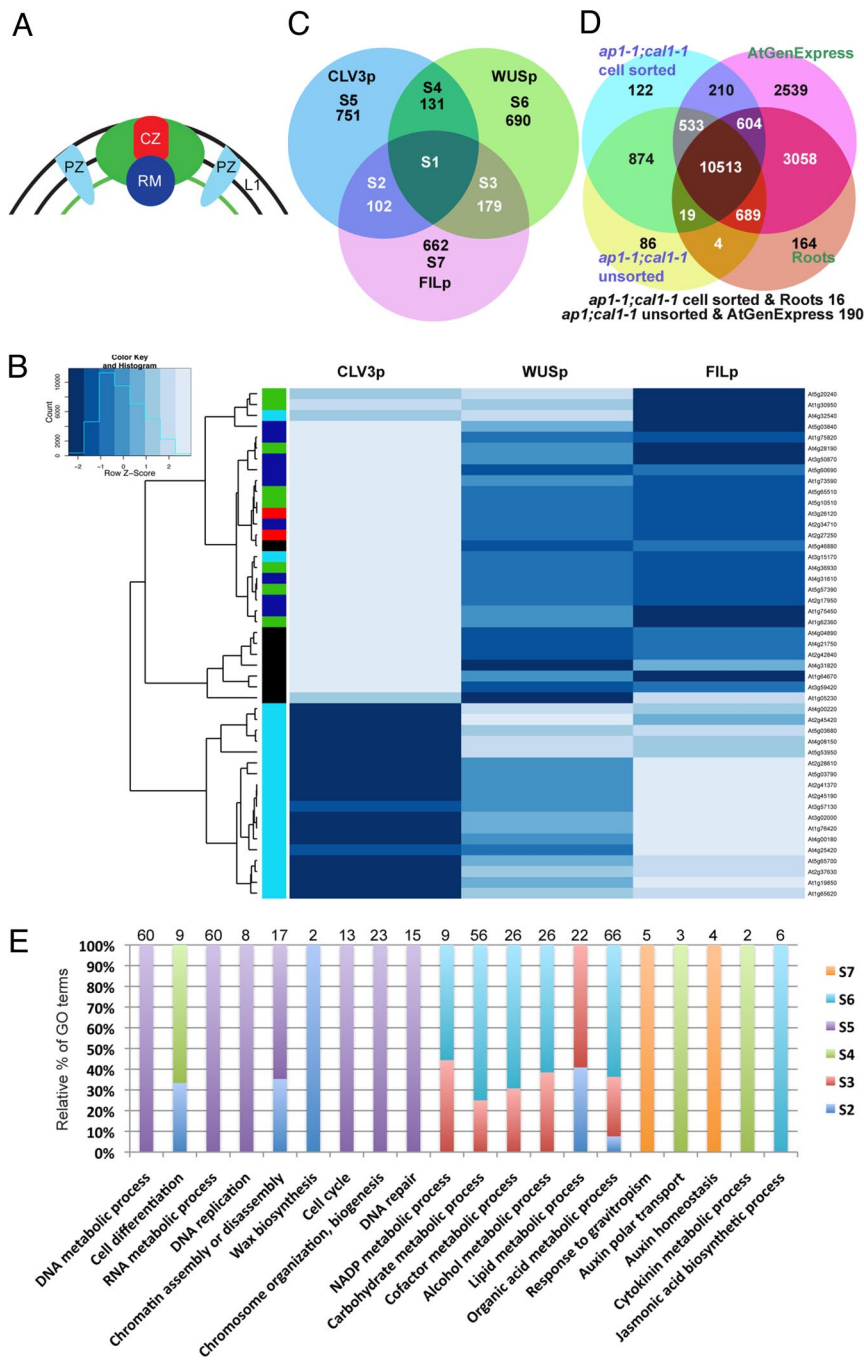 A
CZ
PZ
RM
PZ
L1
C
CLV3p
S5
751
S4
131
WUSp
S6
690
S1
S2
102
S3
179
662
S7
FILp
D
ap1-1;cal1-1
cell sorted
AtGenExpress
122
210
2539
533
604
874
10513
3058
19
689
86
4
164
ap1-1;cal1-1
unsorted
Roots
ap1-1;cal1-1 cell sorted & Roots 16
ap1;cal1-1 unsorted & AtGenExpress 190
B
Color Key
and Histogram
Count
0 2000 6000 10000
−2 −1 0 1 2
Row Z-Score
CLV3p WUSp FILp
At5g20240
At1g30950
At4g32540
At5g03840
At1g75820
At4g28190
At3g50870
At5g60690
At1g73590
At5g65510
At5g10510
At3g26120
At2g34710
At2g27250
At5g46880
At3g15170
At4g36930
At4g31610
At5g57390
At2g17950
At1g75450
At1g62360
At4g04890
At4g21750
At2g42840
At4g31820
At1g64670
At3g59420
At1g05230
At4g00220
At2g45420
At5g03680
At4g08150
At5g53950
At2g28610
At5g03790
At2g41370
At2g45190
At3g57130
At3g02000
At1g76420
At4g00180
At4g25420
At5g65700
At2g37630
At1g19850
At1g65620
E
60 9 60 8 17 2 13 23 15 9 56 26 26 22 66 5 3 4 2 6
Relative % of GO terms
100%
90%
80%
70%
60%
50%
40%
30%
20%
10%
0%
S7
S6
S5
S4
S3
S2
DNA metabolic process
Cell differentiation
RNA metabolic process
DNA replication
Chromatin assembly or disassembly
Wax biosynthesis
Cell cycle
Chromosome organization, biogenesis
DNA repair
NADP metabolic process
Carbohydrate metabolic process
Cofactor metabolic process
Alcohol metabolic process
Lipid metabolic process
Organic acid metabolic process
Response to gravitropism
Auxin polar transport
Auxin homeostasis
Cytokinin metabolic process
Jasmonic acid biosynthetic process